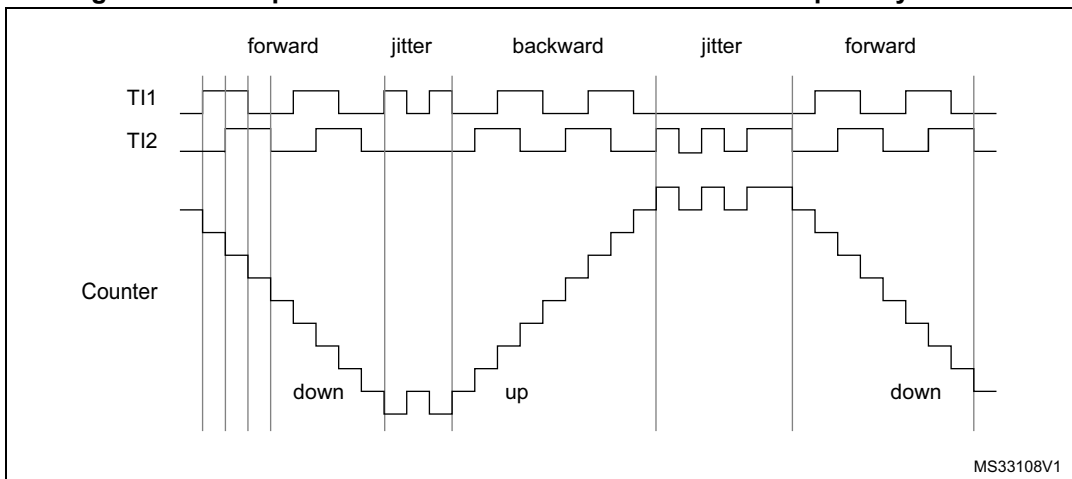 forward jitter backward jitter forward
TI1
TI2
Counter
down up down
MS33108V1